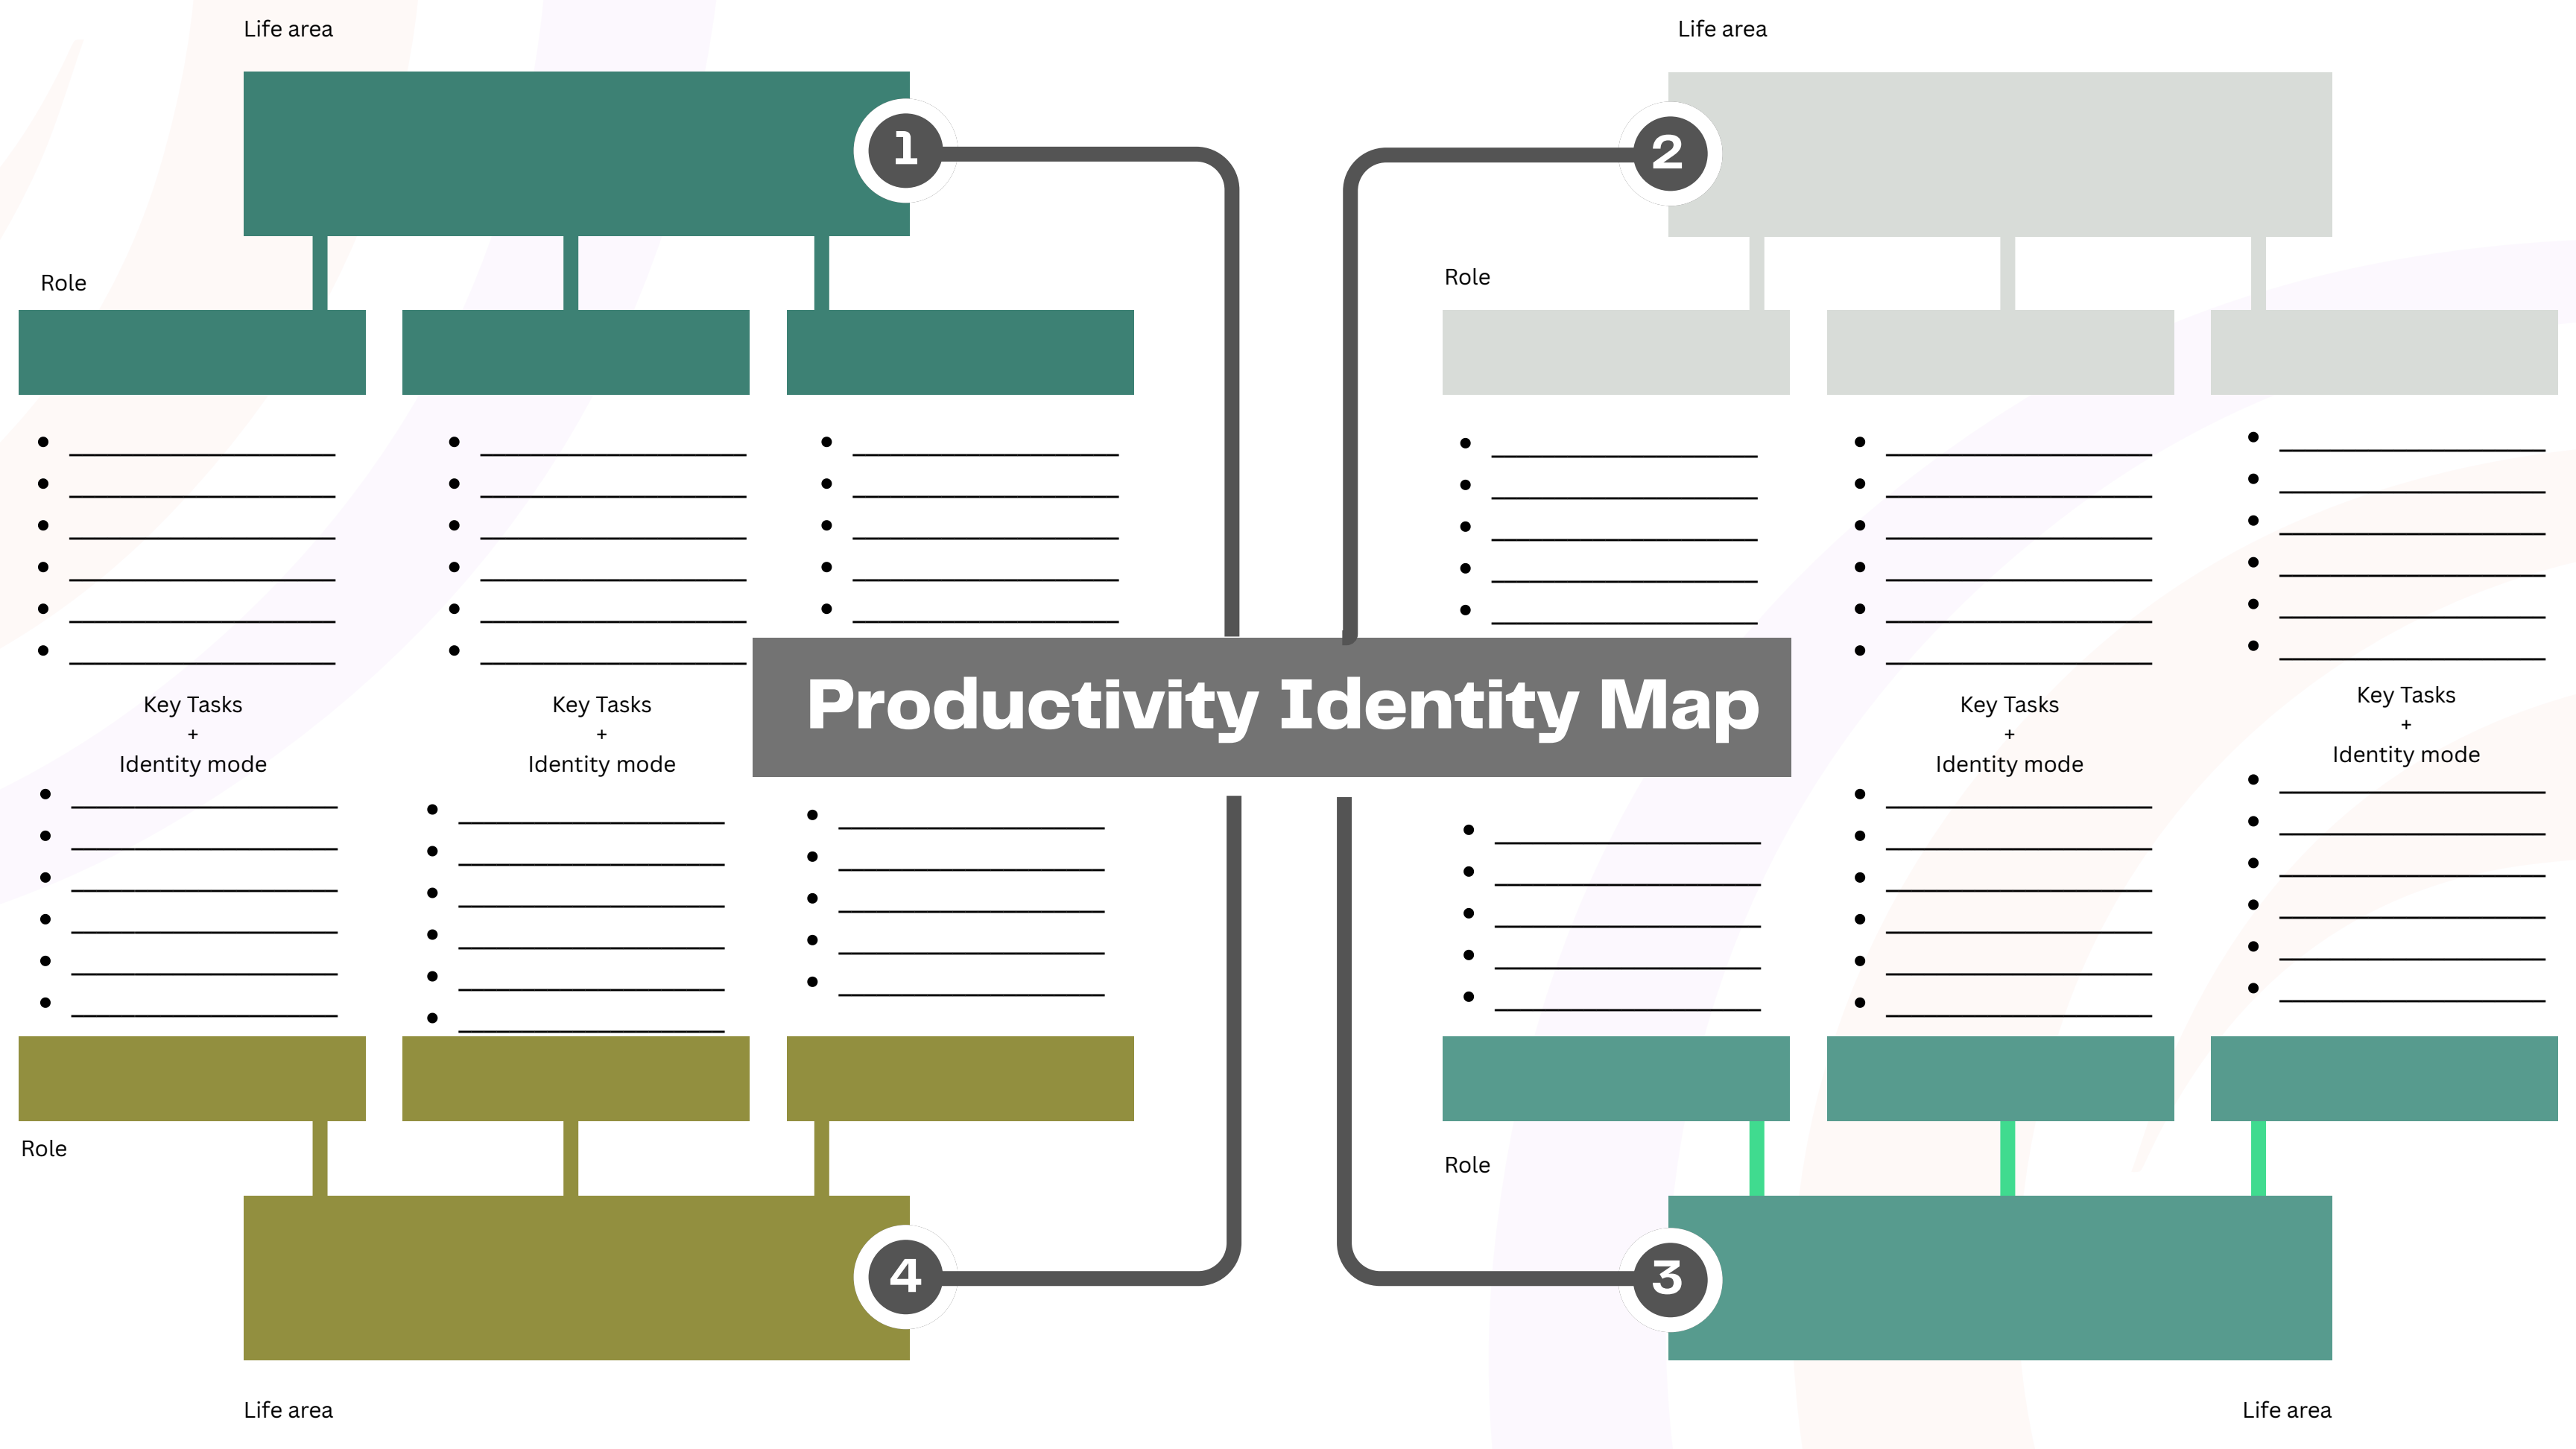 Life area
Life area
1
2
Role
Role
Productivity Identity Map
Key Tasks
+
Identity mode
Key Tasks
+
Identity mode
Key Tasks
+
Identity mode
Key Tasks
+
Identity mode
Role
Role
4
3
Life area
Life area